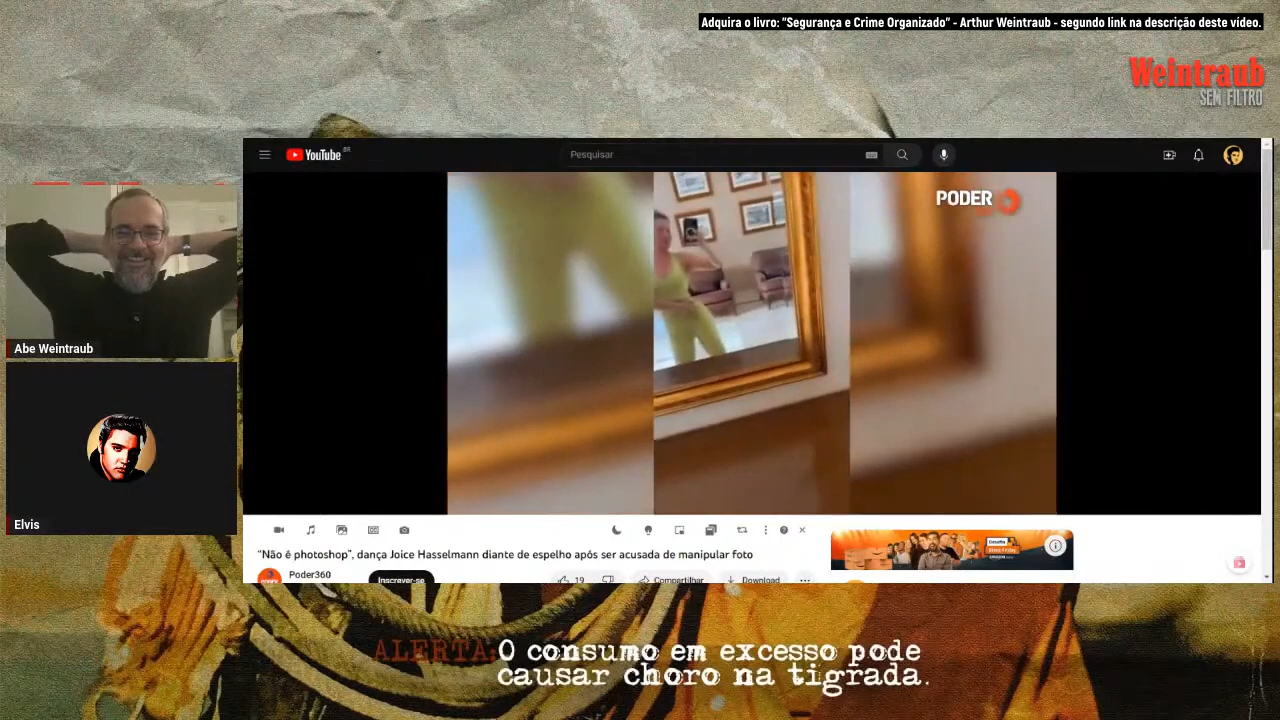 Adquira o livro: "Segurança e Crime Organizado" - Arthur Weintraub - segundo link na descrição deste vídeo.
Weintraub
SEM FILTRO
YouTube BR
Pesquisar
PODER
Abe Weintraub
Elvis
"Não é photoshop", dança Joice Hasselmann diante de espelho após ser acusada de manipular foto
Poder360
Inscrever-se
19
Compartilhar
Download
ALERTA: O consumo em excesso pode
causar choro na tigrada.